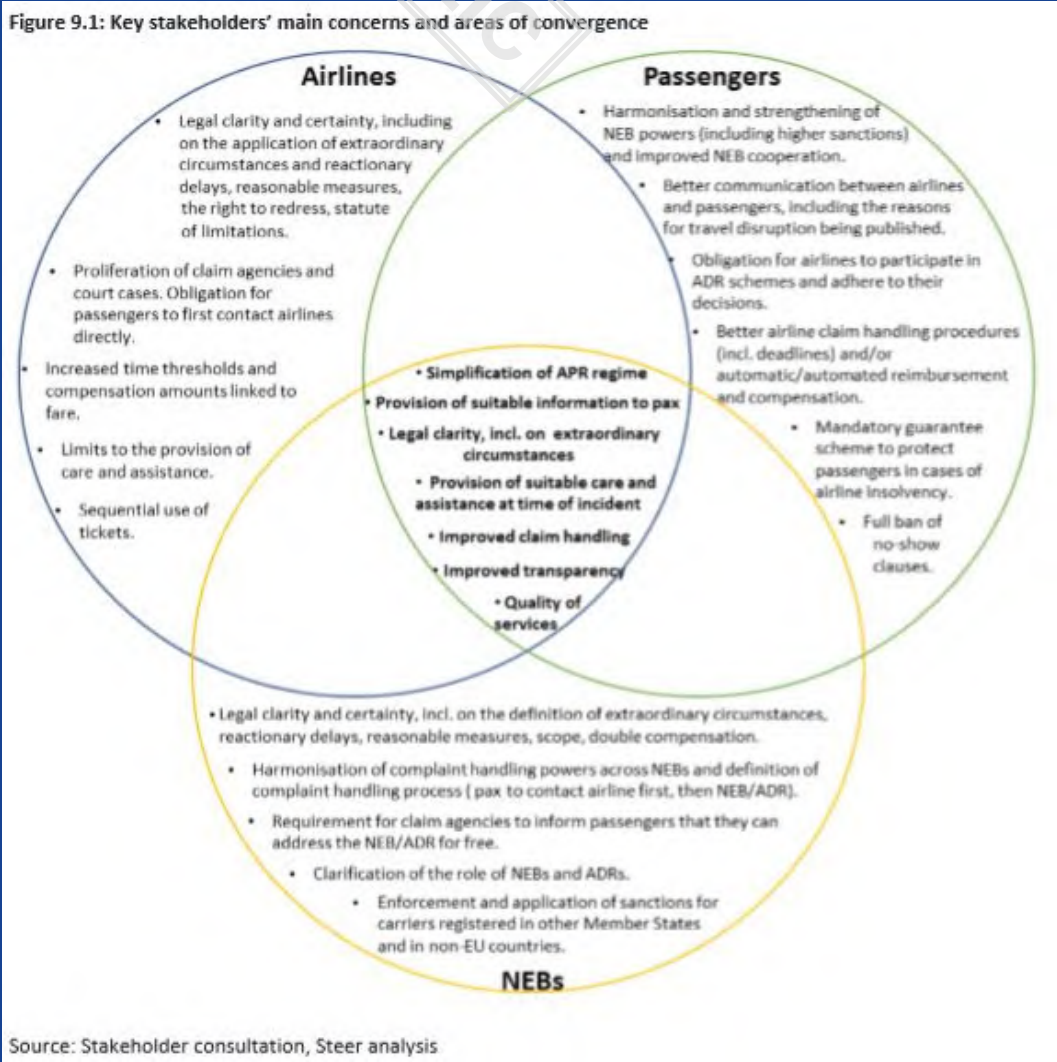 Figure 9.1: Key stakeholders’ main concerns and areas of convergence
C
Airlines
• Legal clarity and certainty, including
on the application of extraordinary
circumstances and reactionary
delays, reasonable measures,
the right to redress, statute
of limitations.
• Proliferation of claim agencies and
court cases. Obligation for
passengers to first contact airlines
directly.
• Increased time thresholds and
compensation amounts linked to
fare.
• Limits to the provision of
care and assistance.
• Sequential use of
tickets.
Passengers
• Harmonisation and strengthening of
NEB powers (including higher sanctions)
and improved NEB cooperation.
• Better communication between airlines
and passengers, including the reasons
for travel disruption being published.
• Obligation for airlines to participate in
ADR schemes and adhere to their
decisions.
• Better airline claim handling procedures
(incl. deadlines) and/or
automatic/automated reimbursement
and compensation.
• Mandatory guarantee
scheme to protect
passengers in cases of
airline insolvency.
• Full ban of
no-show
clauses.
• Simplification of APR regime
• Provision of suitable information to pax
• Legal clarity, incl. on extraordinary
circumstances
• Provision of suitable care and
assistance at time of incident
• Improved claim handling
• Improved transparency
• Quality of
services
• Legal clarity and certainty, incl. on the definition of extraordinary circumstances,
reactionary delays, reasonable measures, scope, double compensation.
• Harmonisation of complaint handling powers across NEBs and definition of
complaint handling process ( pax to contact airline first, then NEB/ADR).
• Requirement for claim agencies to inform passengers that they can
address the NEB/ADR for free.
• Clarification of the role of NEBs and ADRs.
• Enforcement and application of sanctions for
carriers registered in other Member States
and in non-EU countries.
NEBs
Source: Stakeholder consultation, Steer analysis